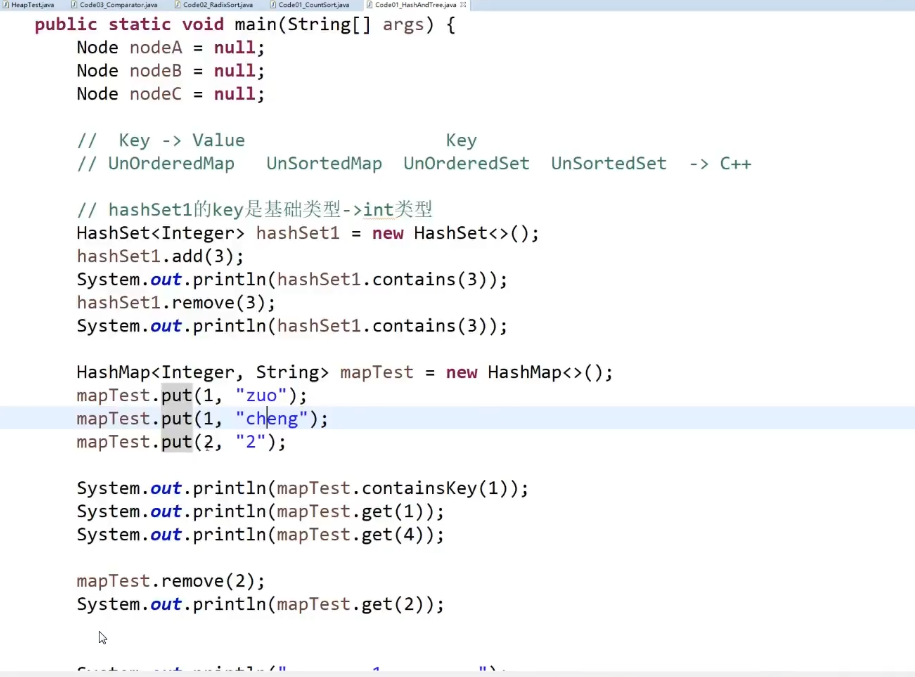 HeapTest.java Code03_Comparator.java Code02_RadixSort.java Code01_CountSort.java Code01_HashAndTree.java
public static void main(String[] args) {
Node nodeA = null;
Node nodeB = null;
Node nodeC = null;
// Key -> Value Key
// UnOrderedMap UnSortedMap UnOrderedSet UnSortedSet -> C++
// hashSet1的key是基础类型->int类型
HashSet<Integer> hashSet1 = new HashSet<>();
hashSet1.add(3);
System.out.println(hashSet1.contains(3));
hashSet1.remove(3);
System.out.println(hashSet1.contains(3));
HashMap<Integer, String> mapTest = new HashMap<>();
mapTest.put(1, "zuo");
mapTest.put(1, "cheng");
mapTest.put(2, "2");
System.out.println(mapTest.containsKey(1));
System.out.println(mapTest.get(1));
System.out.println(mapTest.get(4));
mapTest.remove(2);
System.out.println(mapTest.get(2));